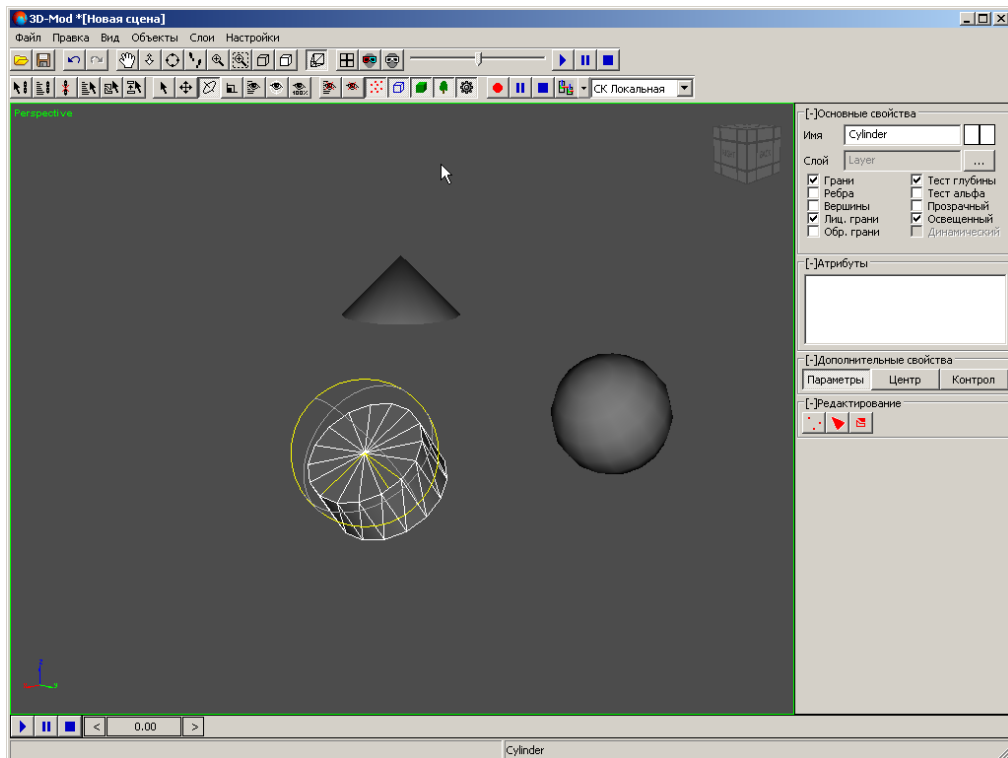 3D-Mod *[Новая сцена]
Файл Правка Вид Объекты Слои Настройки
100%
СК Локальная
Perspective
[-]Основные свойства
Имя Cylinder
Слой Layer ...
Грани Тест глубины
Ребра Тест альфа
Вершины Прозрачный
Лиц. грани Освещенный
Обр. грани Динамический
[-]Атрибуты
[-]Дополнительные свойства
Параметры Центр Контрол
[-]Редактирование
z
< 0.00 >
Cylinder